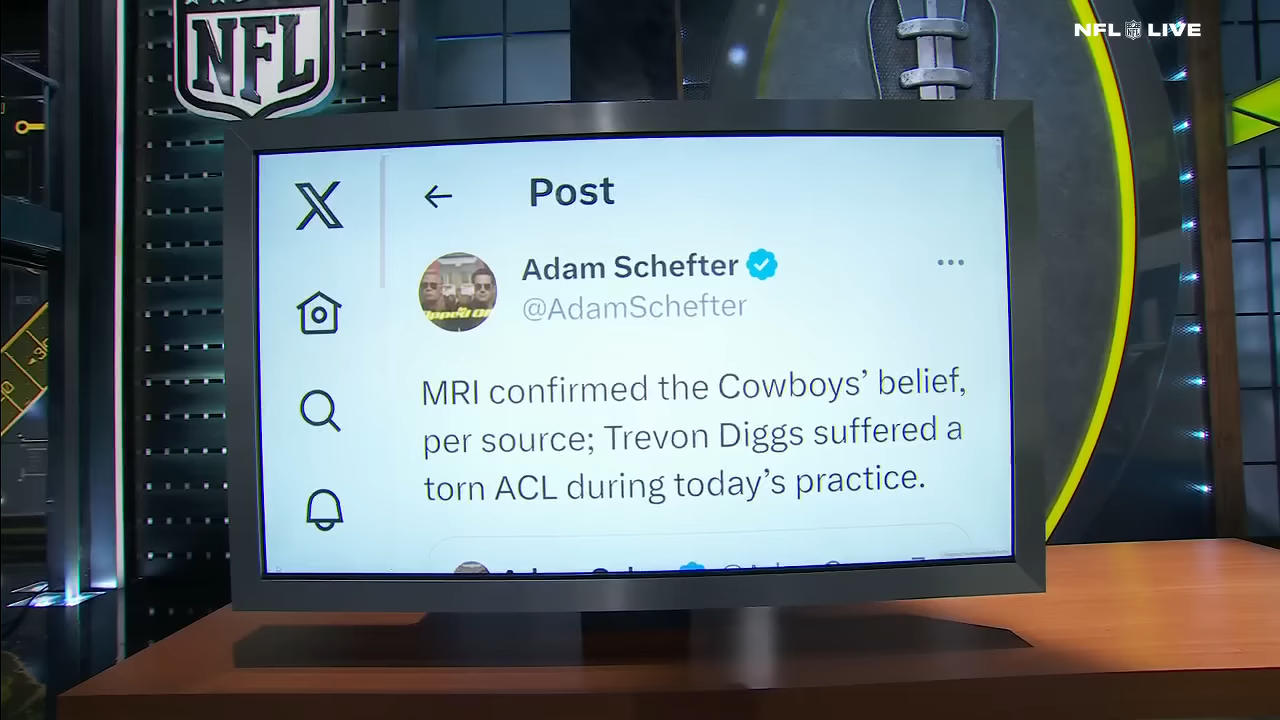 NFL
NFL LIVE
X
Post
Adam Schefter
@AdamSchefter
MRI confirmed the Cowboys’ belief,
per source; Trevon Diggs suffered a
torn ACL during today’s practice.